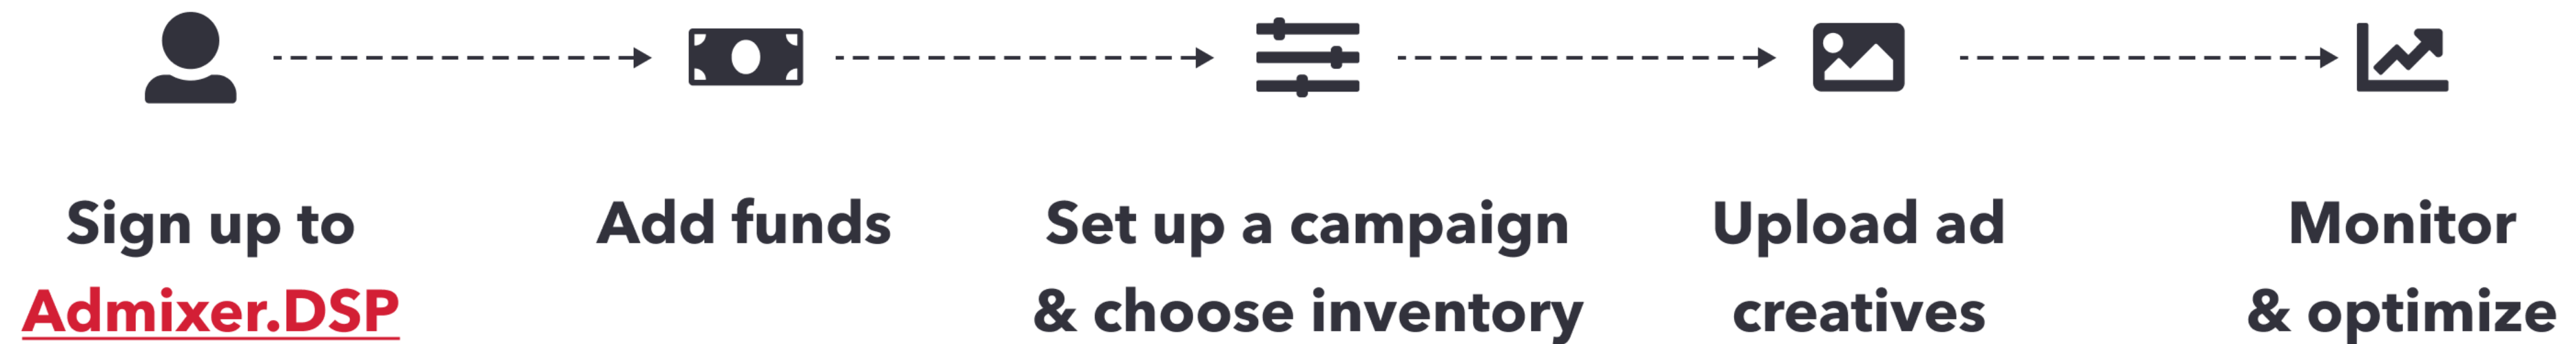 Sign up to
Admixer.DSP
Add funds
Set up a campaign
& choose inventory
Upload ad
creatives
Monitor
& optimize